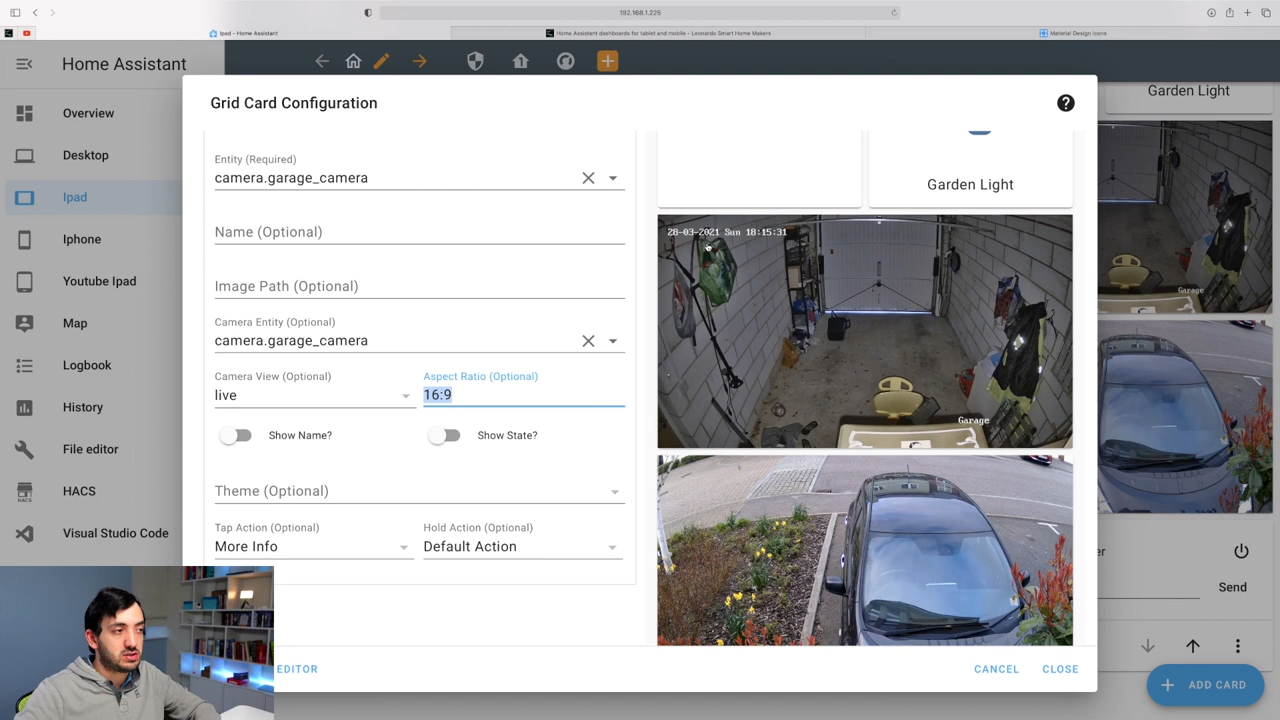 192.168.1.225
Ipad - Home Assistant
Home Assistant dashboards for tablet and mobile - Leonardo Smart Home Makers
Material Design Icons
Home Assistant
Overview
Desktop
Ipad
Iphone
Youtube Ipad
Map
Logbook
History
File editor
HACS
HACS
Visual Studio Code
Grid Card Configuration
Entity (Required)
camera.garage_camera
Name (Optional)
Image Path (Optional)
Camera Entity (Optional)
camera.garage_camera
Camera View (Optional)
live
Aspect Ratio (Optional)
16:9
Show Name?
Show State?
Theme (Optional)
Tap Action (Optional)
More Info
Hold Action (Optional)
Default Action
EDITOR
CANCEL
CLOSE
Garden Light
28-03-2021 Sun 18:15:31
Garage
Garden Light
Garage
er
Send
ADD CARD